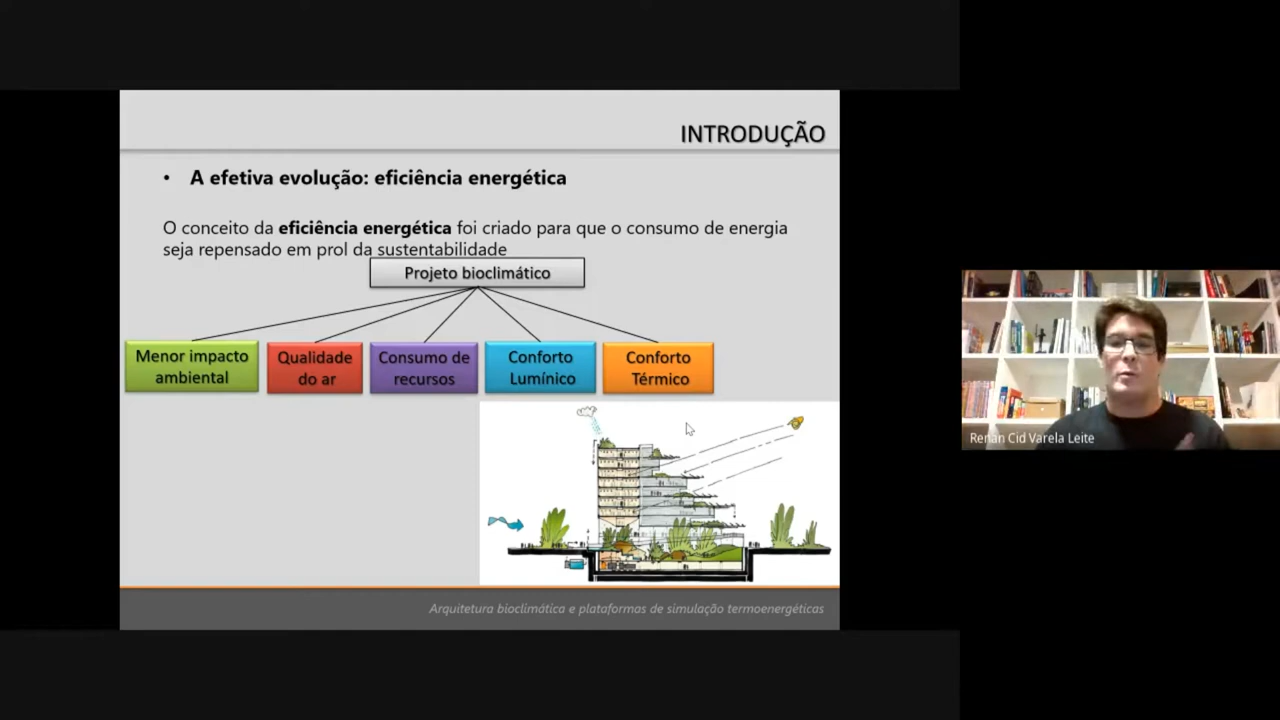 INTRODUÇÃO
• A efetiva evolução: eficiência energética
O conceito da eficiência energética foi criado para que o consumo de energia
seja repensado em prol da sustentabilidade
Projeto bioclimático
Menor impacto
ambiental
Qualidade
do ar
Consumo de
recursos
Conforto
Lumínico
Conforto
Térmico
Arquitetura bioclimática e plataformas de simulação termoenergéticas
Renan Cid Varela Leite